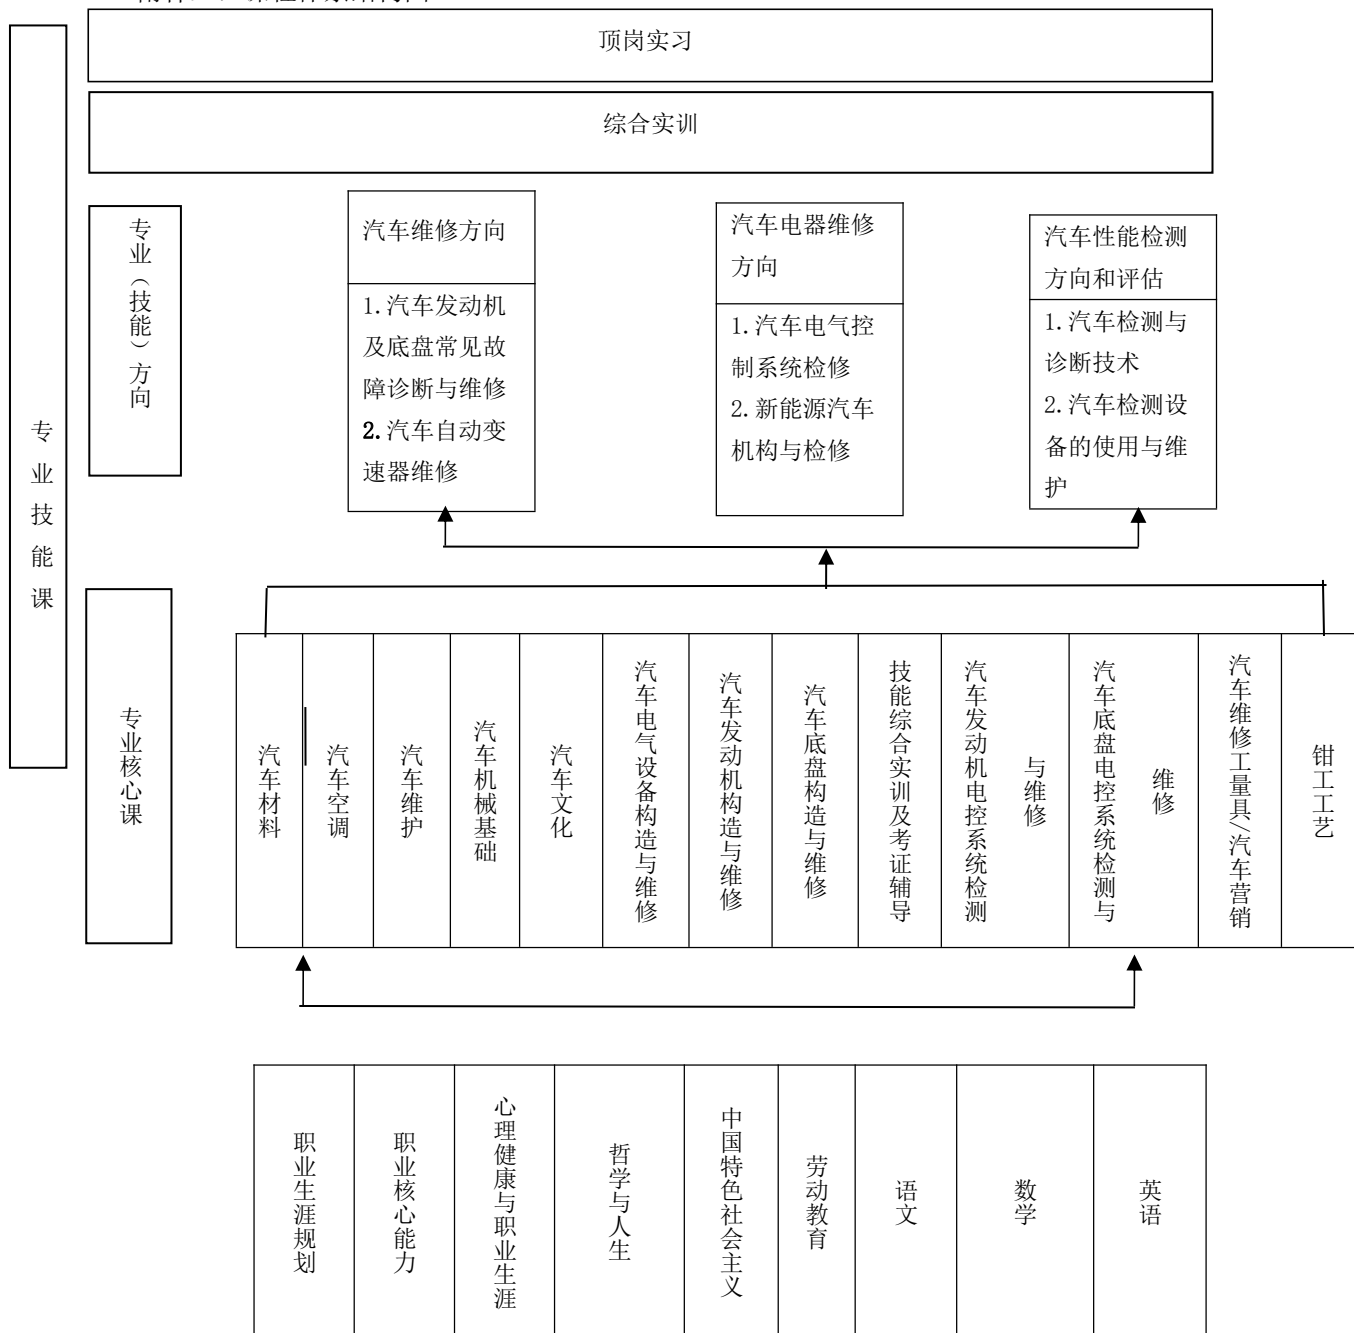 顶岗实习
综合实训
专业技能课
专业（技能）方向
汽车维修方向
1.汽车发动机
及底盘常见故
障诊断与维修
2.汽车自动变
速器维修
汽车电器维修
方向
1.汽车电气控
制系统检修
2.新能源汽车
机构与检修
汽车性能检测
方向和评估
1.汽车检测与
诊断技术
2.汽车检测设
备的使用与维
护
专业核心课
汽车材料
汽车空调
汽车维护
汽车机械基础
汽车文化
汽车电气设备构造与维修
汽车发动机构造与维修
汽车底盘构造与维修
技能综合实训及考证辅导
汽车发动机电控系统检测
与维修
汽车底盘电控系统检测与
维修
汽车维修工量具/汽车营销
钳工工艺
职业生涯规划
职业核心能力
心理健康与职业生涯
哲学与人生
中国特色社会主义
劳动教育
语文
数学
英语